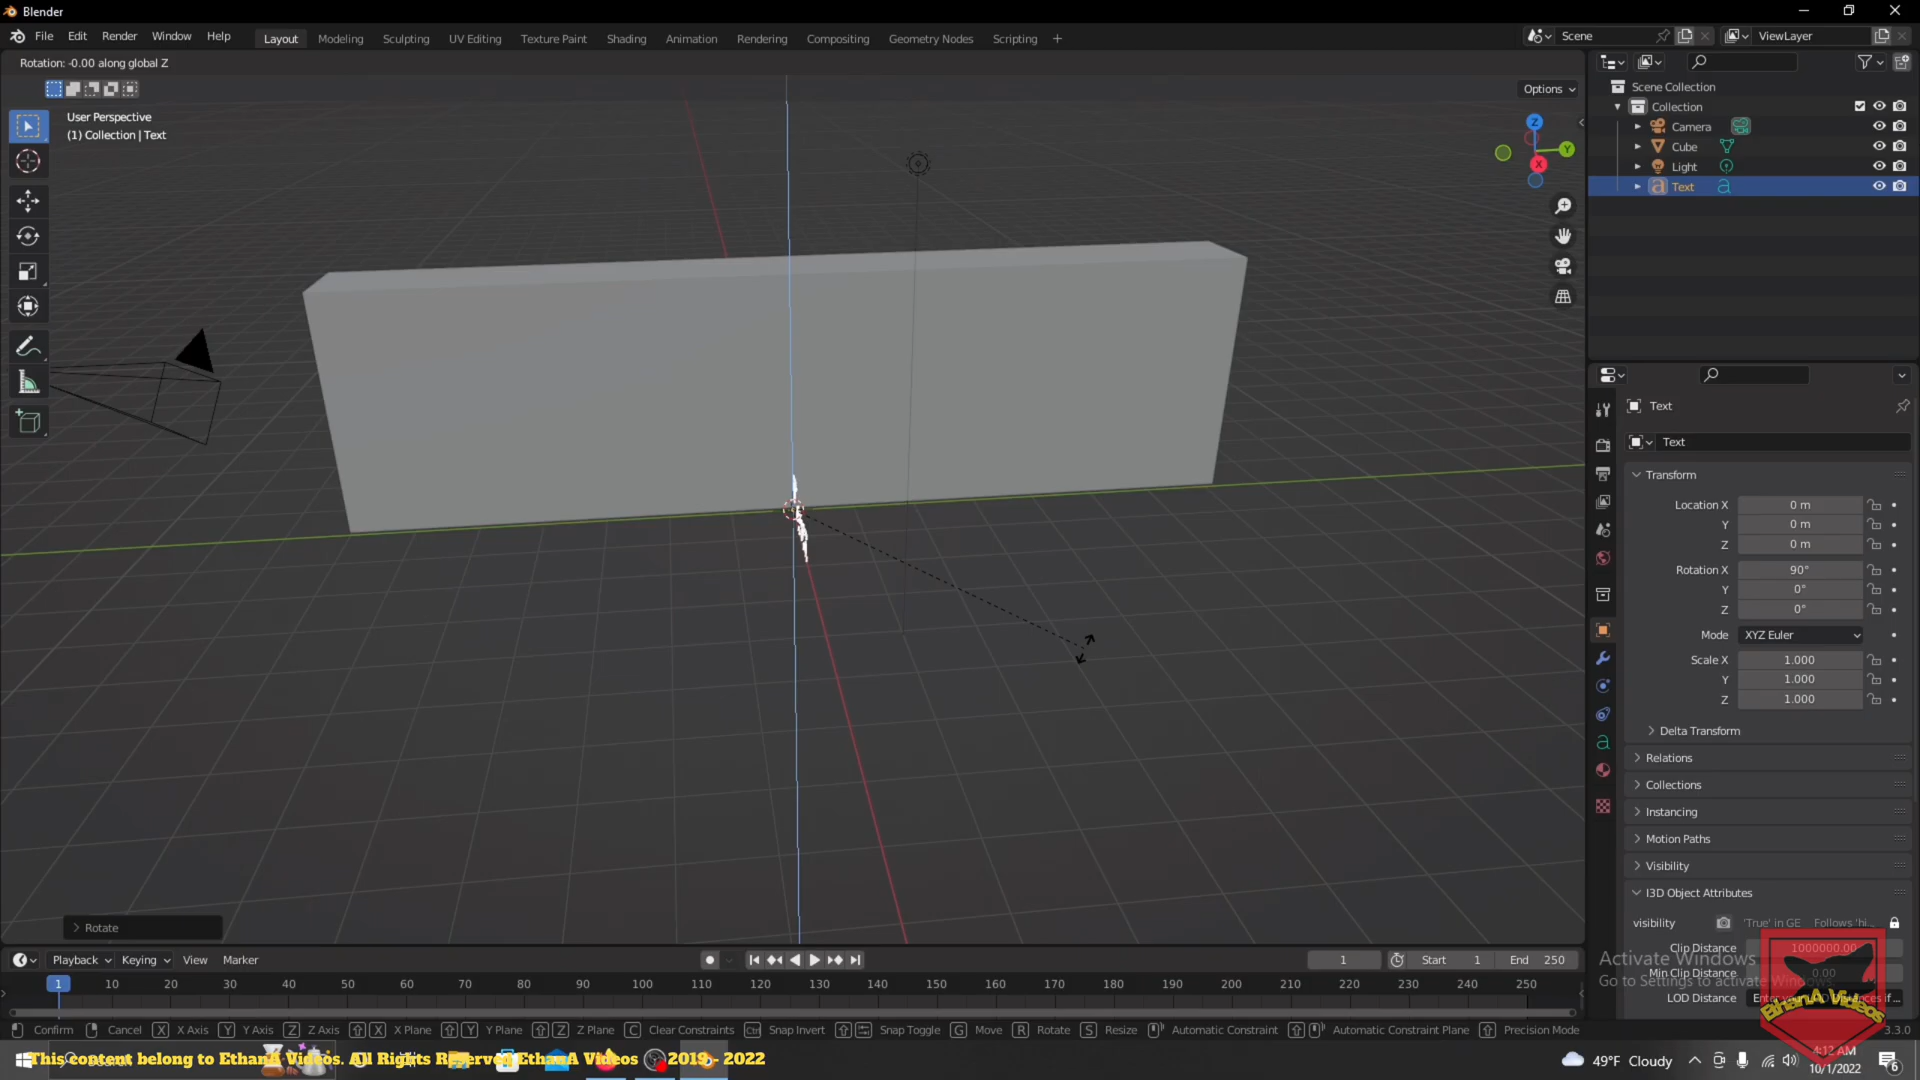 Blender
File Edit Render Window Help
Layout Modeling Sculpting UV Editing Texture Paint Shading Animation Rendering Compositing Geometry Nodes Scripting +
Scene
ViewLayer
Rotation: -0.00 along global Z
Options
User Perspective
(1) Collection | Text
Z
Y
X
Scene Collection
Collection
Camera
Cube
Light
Text
Text
Text
Transform
Location X 0 m
Y 0 m
Z 0 m
Rotation X 90°
Y 0°
Z 0°
Mode XYZ Euler
Scale X 1.000
Y 1.000
Z 1.000
Delta Transform
Relations
Collections
Instancing
Motion Paths
Visibility
I3D Object Attributes
visibility 'True' in GE Follows 'hi...
Clip Distance 1000000.00
Min Clip Distance 0.00
LOD Distance
Activate Windows
Go to Settings to activate Windows.
EthanA Videos
Rotate
Playback Keying View Marker
1 Start 1 End 250
1 10 20 30 40 50 60 70 80 90 100 110 120 130 140 150 160 170 180 190 200 210 220 230 240 250
Confirm Cancel X X Axis Y Y Axis Z Z Axis X X Plane Y Y Plane Z Z Plane C Clear Constraints Ctrl Snap Invert Snap Toggle G Move R Rotate S Resize Automatic Constraint Automatic Constraint Plane Precision Mode 3.3.0
This content belong to EthanA Videos. All Rights Reserved EthanA Videos 2019 - 2022
49°F Cloudy
4:12 AM
10/1/2022
6